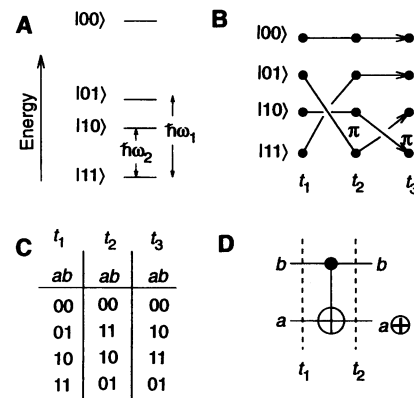 A
|00⟩
|01⟩
|10⟩
|11⟩
Energy
ħω₁
ħω₂
B
|00⟩
|01⟩
|10⟩
|11⟩
π
π
t₁ t₂ t₃
C
t₁ t₂ t₃
ab ab ab
00 00 00
01 11 10
10 10 11
11 01 01
D
b b
a a⊕
t₁ t₂